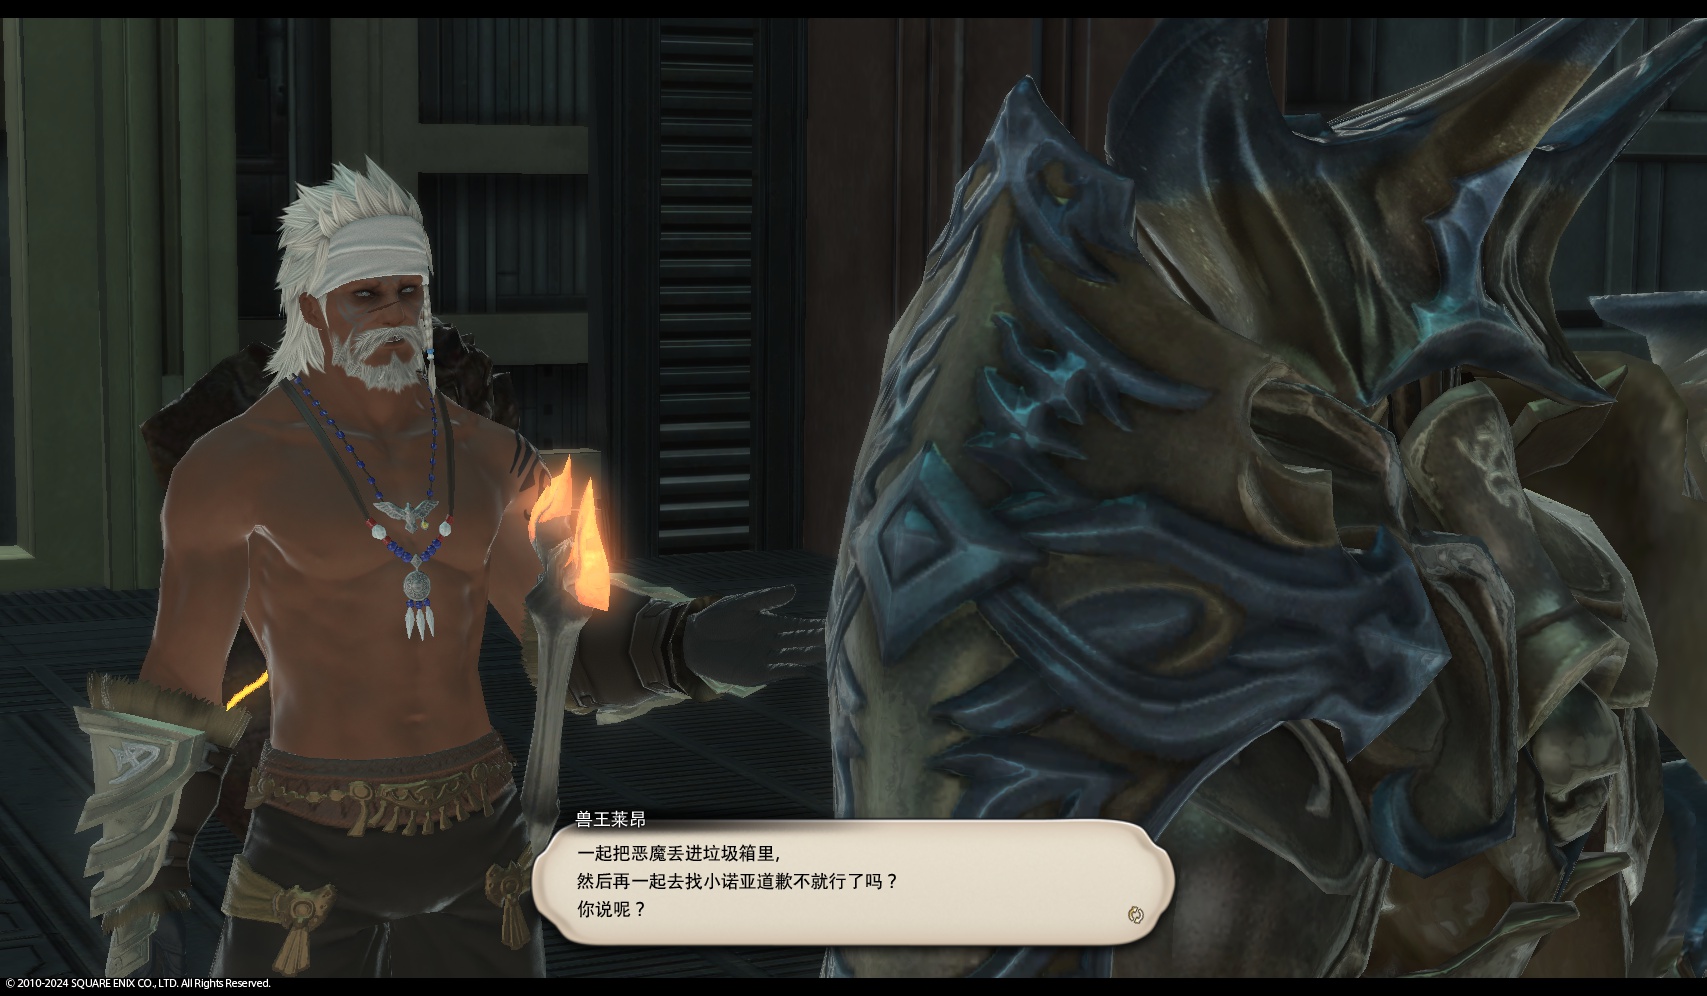 兽王莱昂
一起把恶魔丢进垃圾箱里，
然后再一起去找小诺亚道歉不就行了吗？
你说呢？
© 2010-2024 SQUARE ENIX CO., LTD. All Rights Reserved.